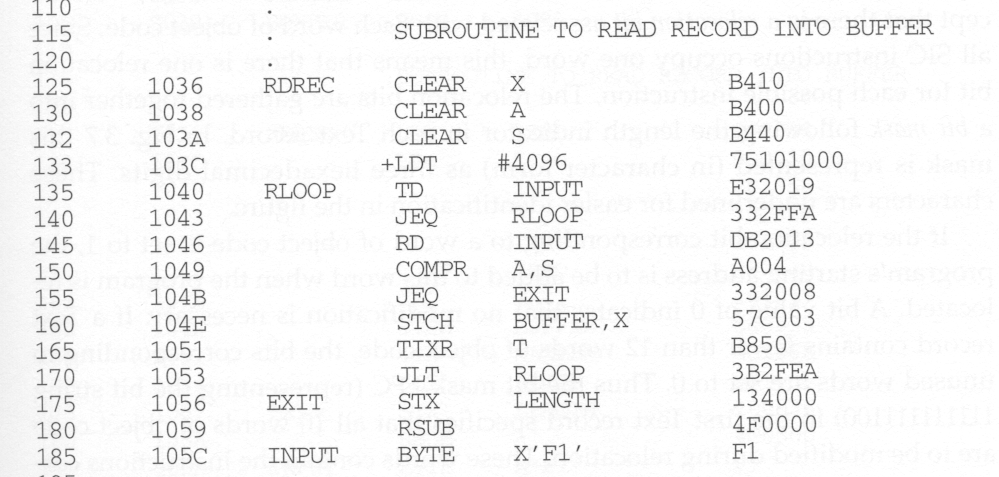 110 .
115 . SUBROUTINE TO READ RECORD INTO BUFFER
120 .
125 1036 RDREC CLEAR X B410
130 1038 CLEAR A B400
132 103A CLEAR S B440
133 103C +LDT #4096 75101000
135 1040 RLOOP TD INPUT E32019
140 1043 JEQ RLOOP 332FFA
145 1046 RD INPUT DB2013
150 1049 COMPR A,S A004
155 104B JEQ EXIT 332008
160 104E STCH BUFFER,X 57C003
165 1051 TIXR T B850
170 1053 JLT RLOOP 3B2FEA
175 1056 EXIT STX LENGTH 134000
180 1059 RSUB 4F0000
185 105C INPUT BYTE X'F1' F1